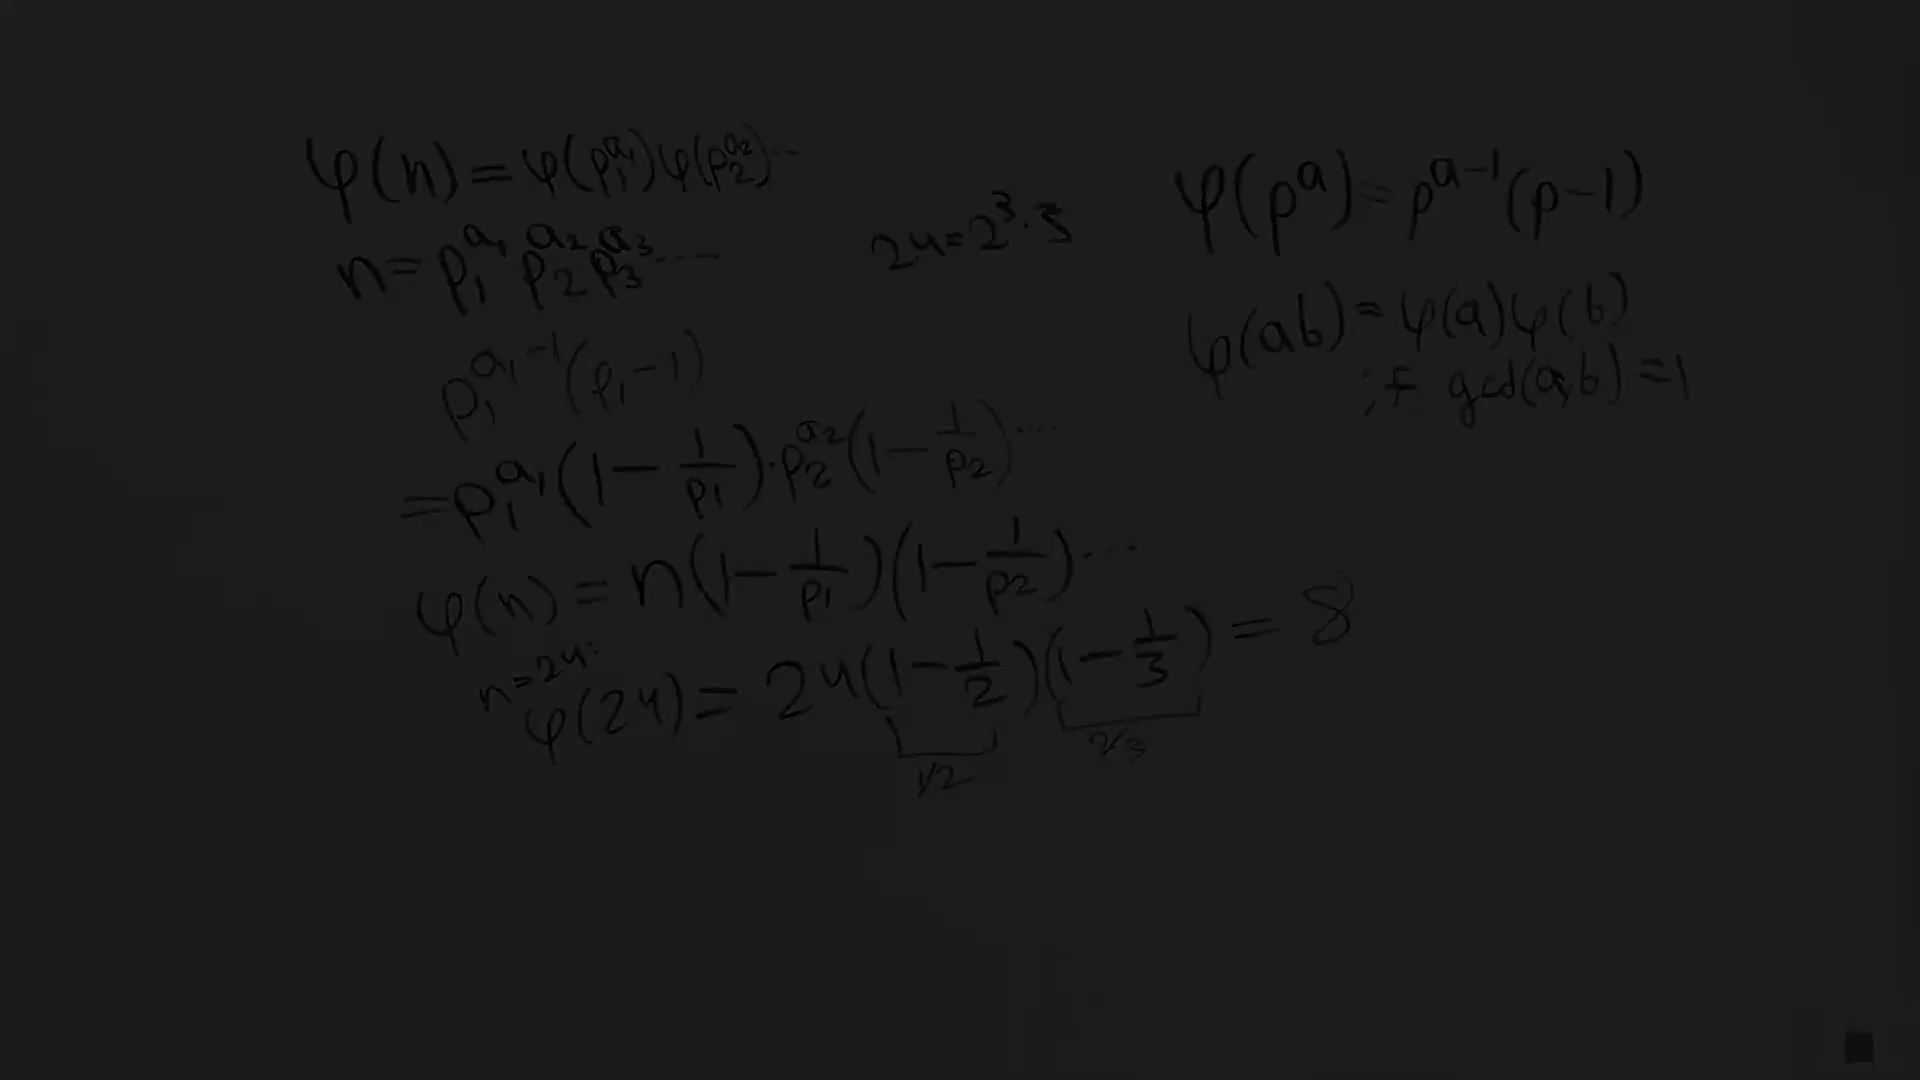 φ(n) = φ(p₁^a₁)φ(p₂^a₂)...
n = p₁^a₁ p₂^a₂ p₃^a₃ ....
24 = 2³·3
p₁^(a₁-1) (p₁-1)
= p₁^a₁ (1 - 1/p₁) · p₂^a₂ (1 - 1/p₂) ...
φ(n) = n(1 - 1/p₁)(1 - 1/p₂) ...
n=24:
φ(24) = 24(1 - 1/2)(1 - 1/3) = 8
1/2
2/3
φ(p^a) = p^(a-1) (p-1)
φ(ab) = φ(a)φ(b)
if gcd(a,b) = 1